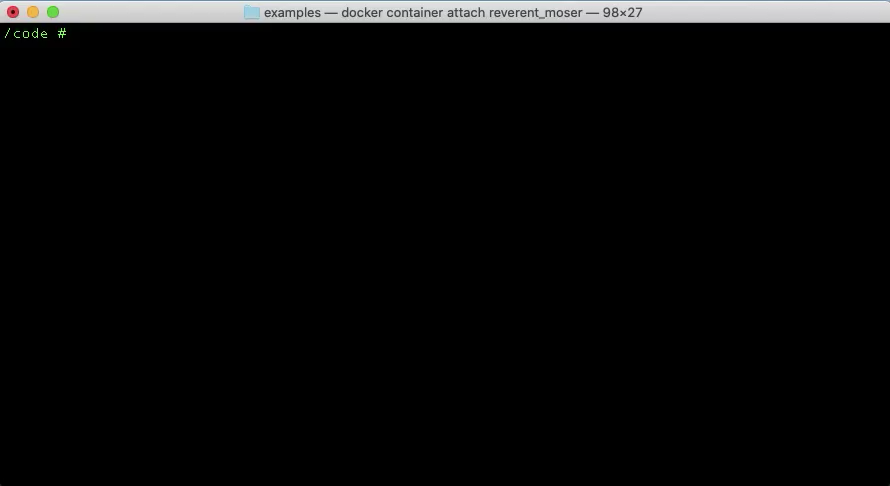 examples — docker container attach reverent_moser — 98×27
/code #